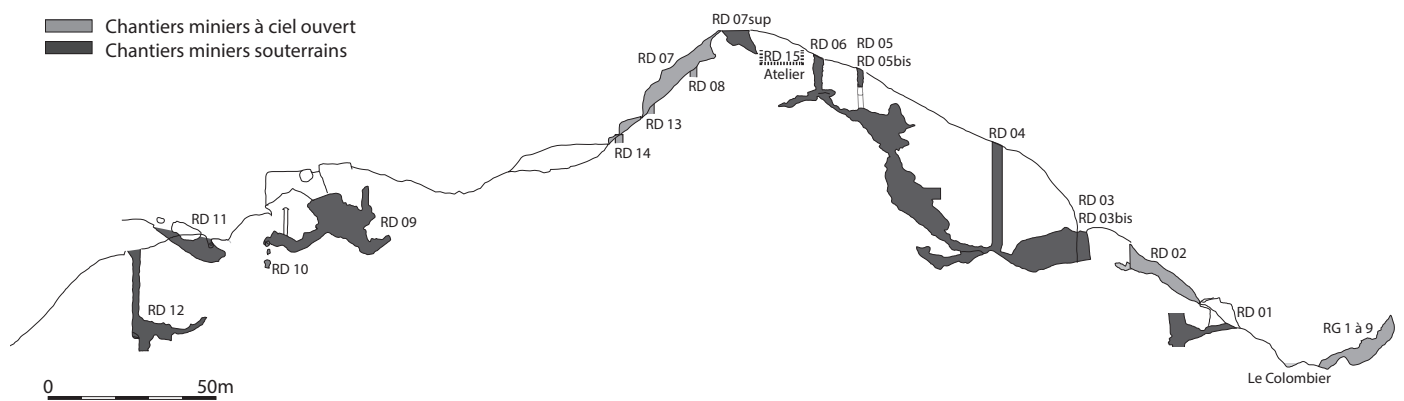 Chantiers miniers à ciel ouvert
Chantiers miniers souterrains
RD 07sup
RD 07
RD 15
Atelier
RD 06
RD 05
RD 05bis
RD 08
RD 13
RD 14
RD 04
RD 03
RD 03bis
RD 11
RD 09
RD 10
RD 12
RD 02
RD 01
RG 1 à 9
Le Colombier
0 50m